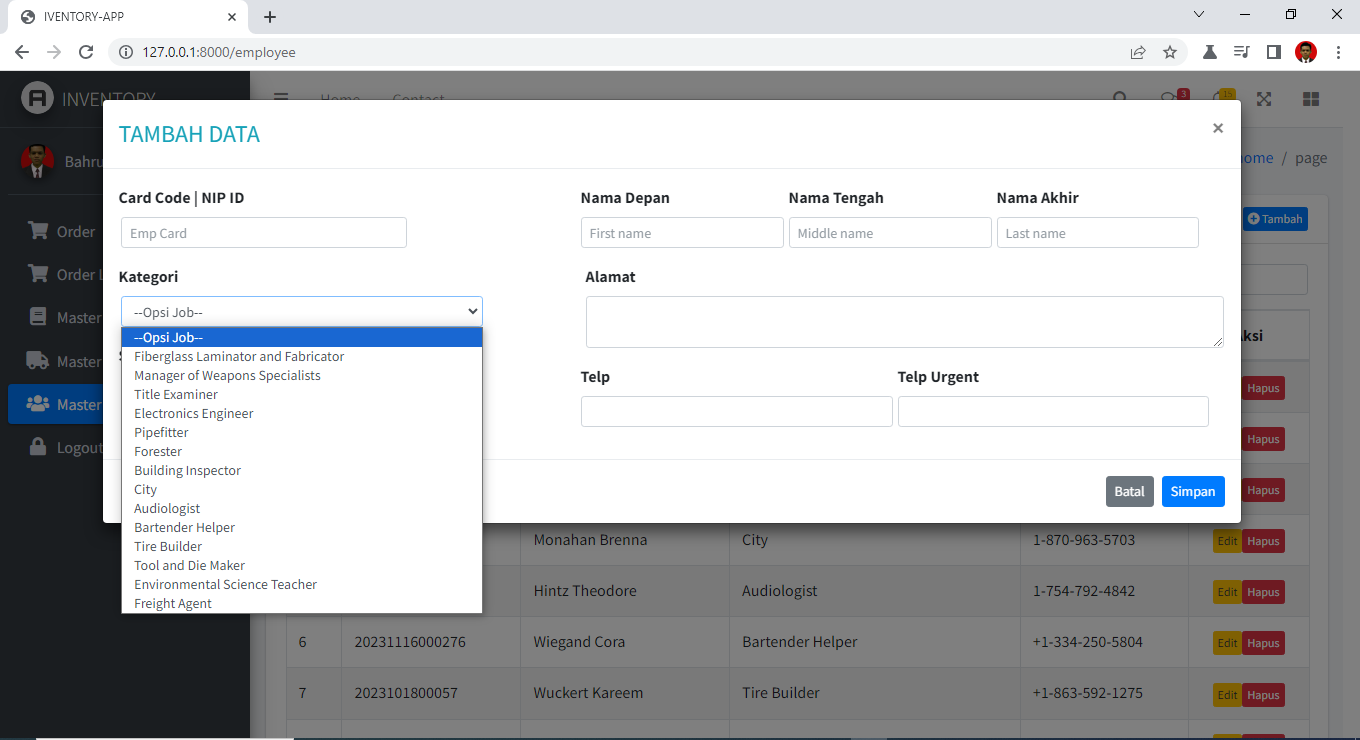 IVENTORY-APP
127.0.0.1:8000/employee
INVENTORY
Home Contact
3
15
TAMBAH DATA
×
Bahru
home / page
Card Code | NIP ID
Nama Depan
Nama Tengah
Nama Akhir
Emp Card
First name
Middle name
Last name
Tambah
Order
Order L
Master
Master
Master
Logout
Kategori
Alamat
--Opsi Job--
--Opsi Job--
Fiberglass Laminator and Fabricator
Manager of Weapons Specialists
Title Examiner
Electronics Engineer
Pipefitter
Forester
Building Inspector
City
Audiologist
Bartender Helper
Tire Builder
Tool and Die Maker
Environmental Science Teacher
Freight Agent
Telp
Telp Urgent
Batal
Simpan
Aksi
Hapus
Hapus
Hapus
Monahan Brenna City 1-870-963-5703 Edit Hapus
Hintz Theodore Audiologist 1-754-792-4842 Edit Hapus
6 20231116000276 Wiegand Cora Bartender Helper +1-334-250-5804 Edit Hapus
7 2023101800057 Wuckert Kareem Tire Builder +1-863-592-1275 Edit Hapus